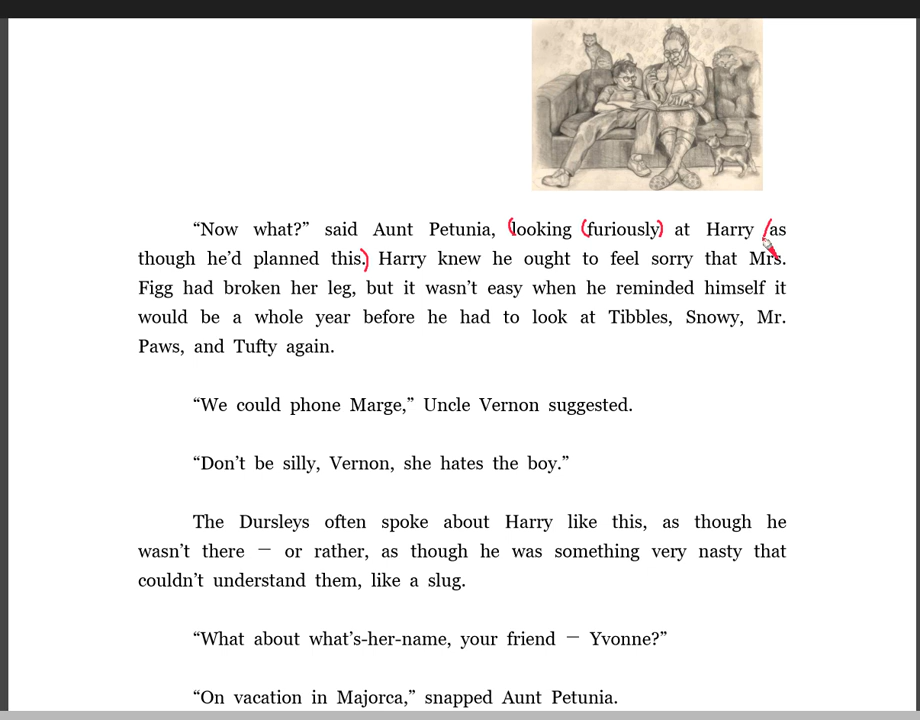 “Now what?” said Aunt Petunia, (looking (furiously) at Harry (as
though he’d planned this.) Harry knew he ought to feel sorry that Mrs.
Figg had broken her leg, but it wasn’t easy when he reminded himself it
would be a whole year before he had to look at Tibbles, Snowy, Mr.
Paws, and Tufty again.
“We could phone Marge,” Uncle Vernon suggested.
“Don’t be silly, Vernon, she hates the boy.”
The Dursleys often spoke about Harry like this, as though he
wasn’t there — or rather, as though he was something very nasty that
couldn’t understand them, like a slug.
“What about what’s-her-name, your friend — Yvonne?”
“On vacation in Majorca,” snapped Aunt Petunia.